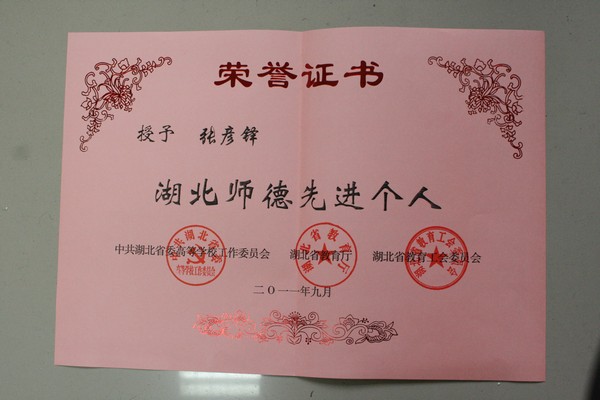 荣誉证书
授予 张彦铎
湖北师德先进个人
中共湖北省委高等学校工作委员会 湖北省教育厅 湖北省教育工会委员会
二〇一一年九月